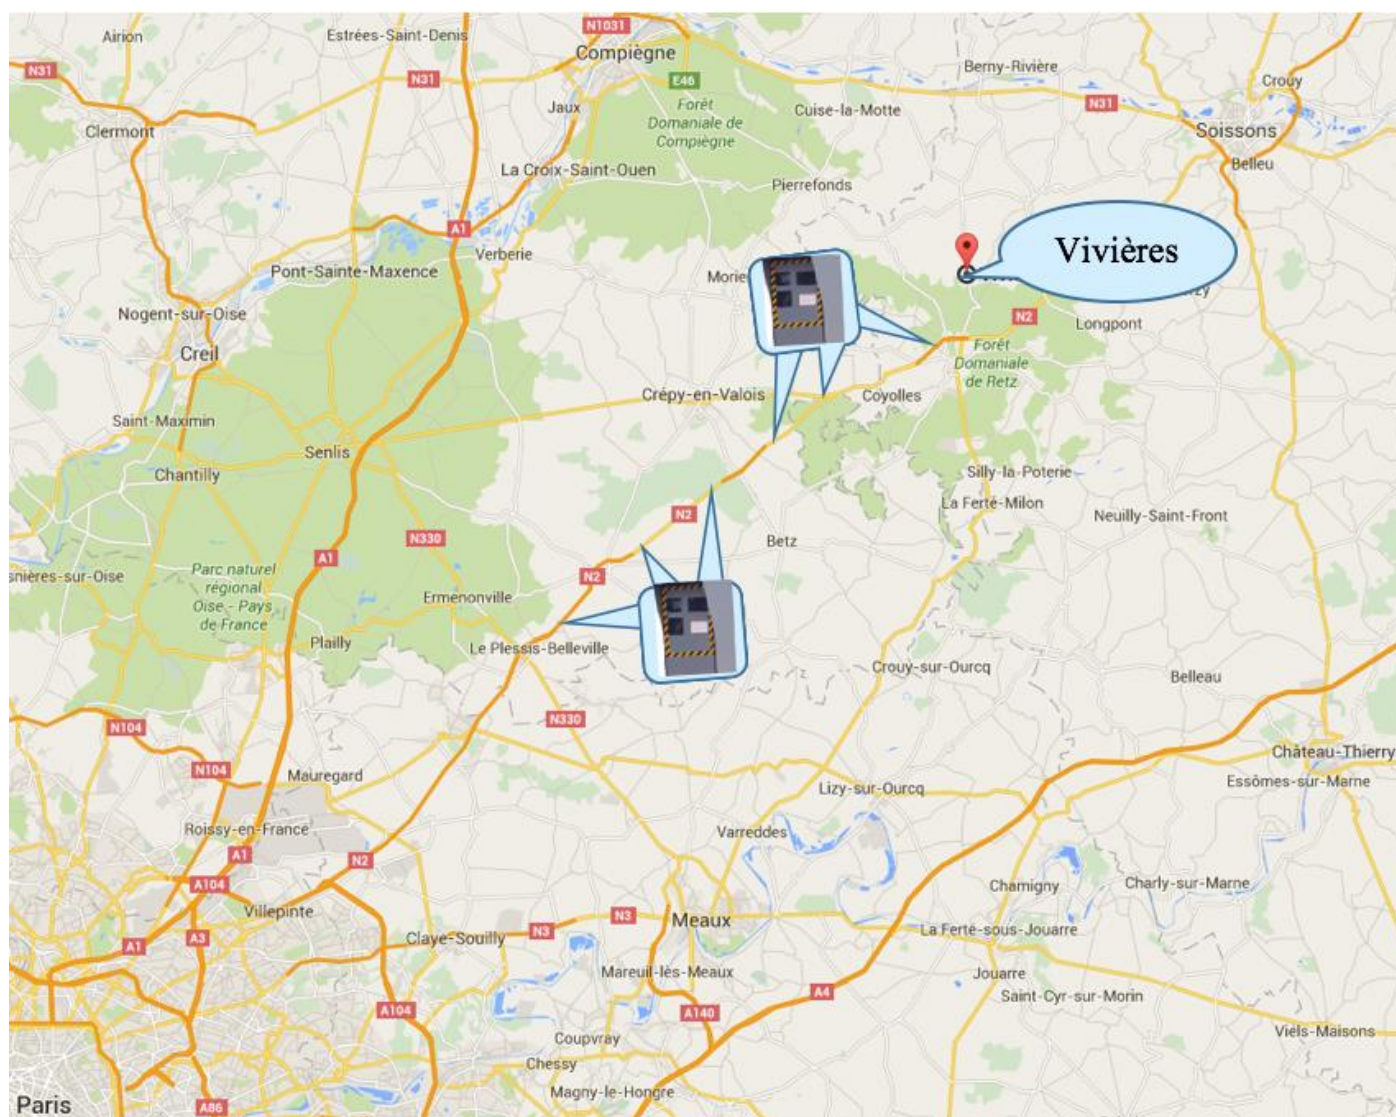 N1031
Airion
Estrées-Saint-Denis
Compiègne
N31
N31
E46
Berny-Rivière
Crouy
Jaux
Forêt
Domaniale de
Compiègne
Cuise-la-Motte
N31
Clermont
Soissons
Belleu
La Croix-Saint-Ouen
Pierrefonds
A1
Verberie
Vivières
Pont-Sainte-Maxence
Morie
Nogent-sur-Oise
N2
Longpont
Creil
Forêt
Domaniale
de Retz
Crépy-en-Valois
Coyolles
Saint-Maximin
Senlis
Chantilly
Silly-la-Poterie
La Ferté-Milon
N2
Neuilly-Saint-Front
N330
Betz
A1
Parc naturel
régional
Oise - Pays
de France
snières-sur-Oise
N2
Ermenonville
Plailly
Le Plessis-Belleville
Crouy-sur-Ourcq
Belleau
N104
N330
Château-Thierry
N104
Mauregard
Essômes-sur-Marne
Lizy-sur-Ourcq
Roissy-en-France
Varreddes
A1
N2
A104
Chamigny
Charly-sur-Marne
Villepinte
N3
N3
Meaux
A1
A3
Claye-Souilly
La Ferté-sous-Jouarre
Mareuil-lès-Meaux
Jouarre
A4
Saint-Cyr-sur-Morin
A104
A140
Viels-Maisons
Coupvray
Chessy
Magny-le-Hongre
Paris
A86